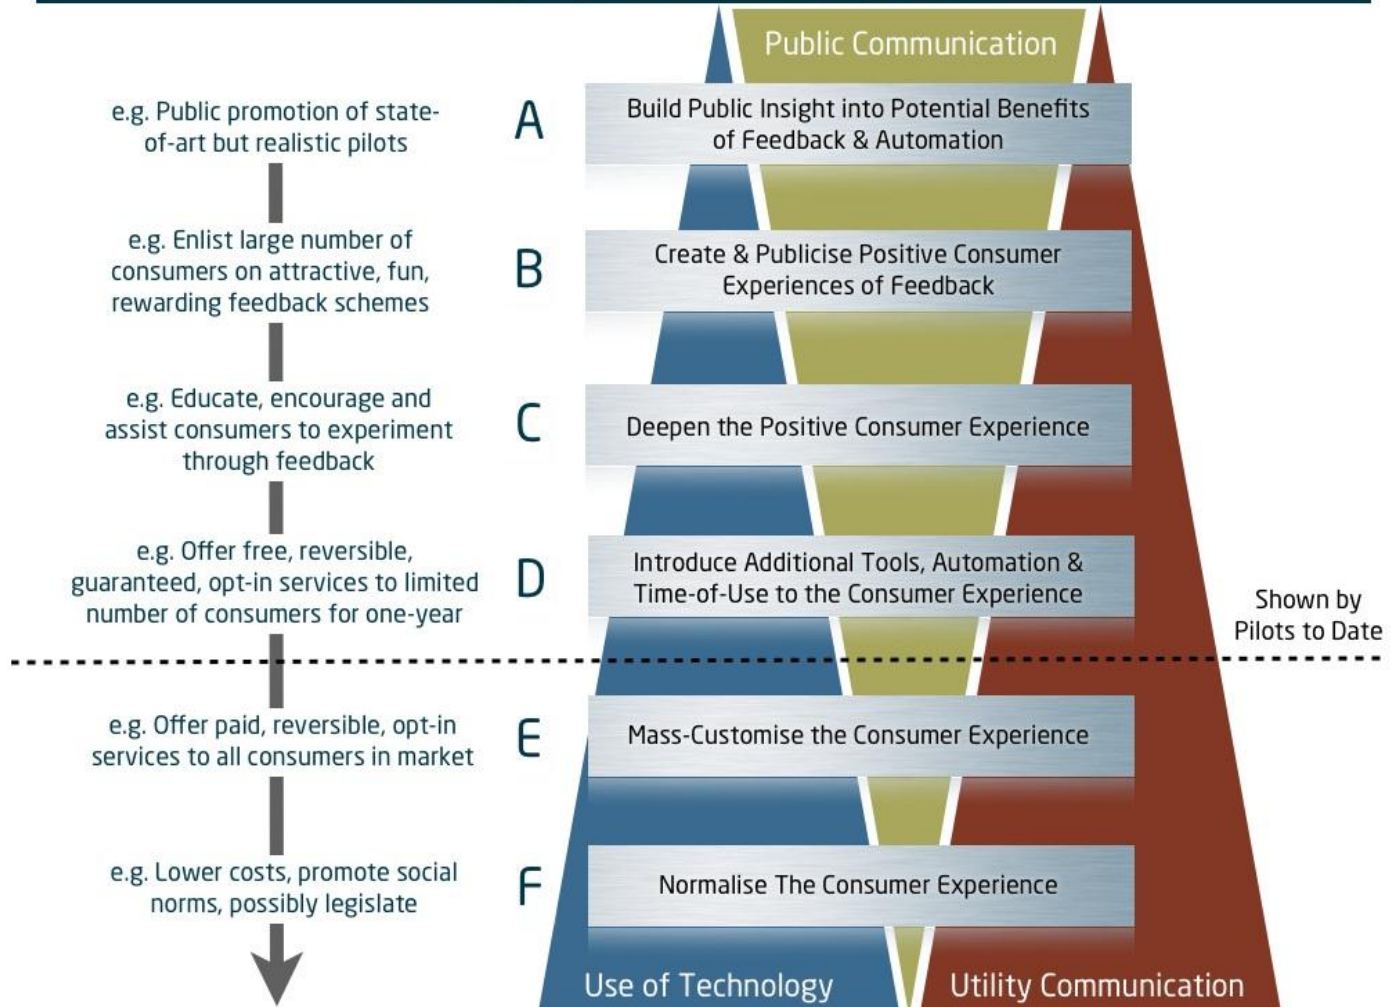 Public Communication
e.g. Public promotion of state-
of-art but realistic pilots
A
Build Public Insight into Potential Benefits
of Feedback & Automation
e.g. Enlist large number of
consumers on attractive, fun,
rewarding feedback schemes
B
Create & Publicise Positive Consumer
Experiences of Feedback
e.g. Educate, encourage and
assist consumers to experiment
through feedback
C
Deepen the Positive Consumer Experience
e.g. Offer free, reversible,
guaranteed, opt-in services to limited
number of consumers for one-year
D
Introduce Additional Tools, Automation &
Time-of-Use to the Consumer Experience
Shown by
Pilots to Date
e.g. Offer paid, reversible, opt-in
services to all consumers in market
E
Mass-Customise the Consumer Experience
e.g. Lower costs, promote social
norms, possibly legislate
F
Normalise The Consumer Experience
Use of Technology
Utility Communication